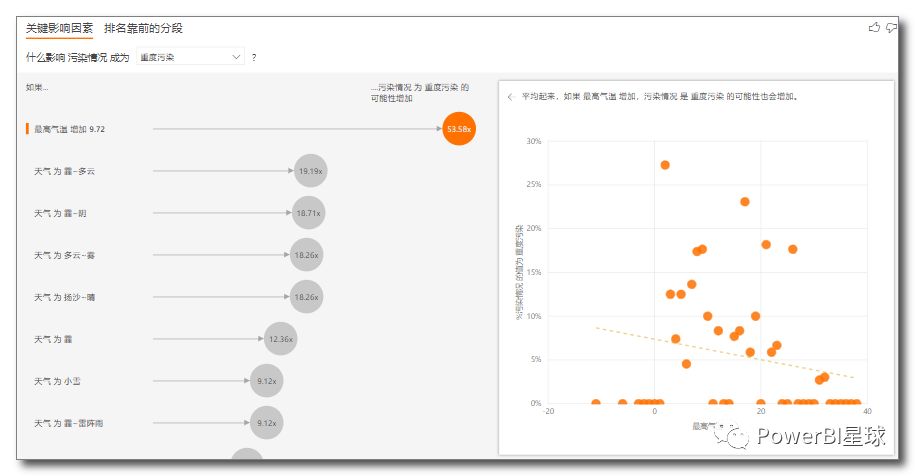 关键影响因素 排名靠前的分段
什么影响 污染情况 成为 重度污染 ?
如果...
....污染情况 为 重度污染 的
可能性增加
最高气温 增加 9.72
53.58x
天气 为 霾~多云
19.19x
天气 为 霾~阴
18.71x
天气 为 多云~霾
18.26x
天气 为 扬沙~晴
18.26x
天气 为 霾
12.36x
天气 为 小雪
9.12x
天气 为 霾~雷阵雨
9.12x
平均起来，如果 最高气温 增加，污染情况 是 重度污染 的可能性也会增加。
%污染情况 的值为 重度污染
30%
25%
20%
15%
10%
5%
0%
-20 0 20 40
最高气
PowerBI星球